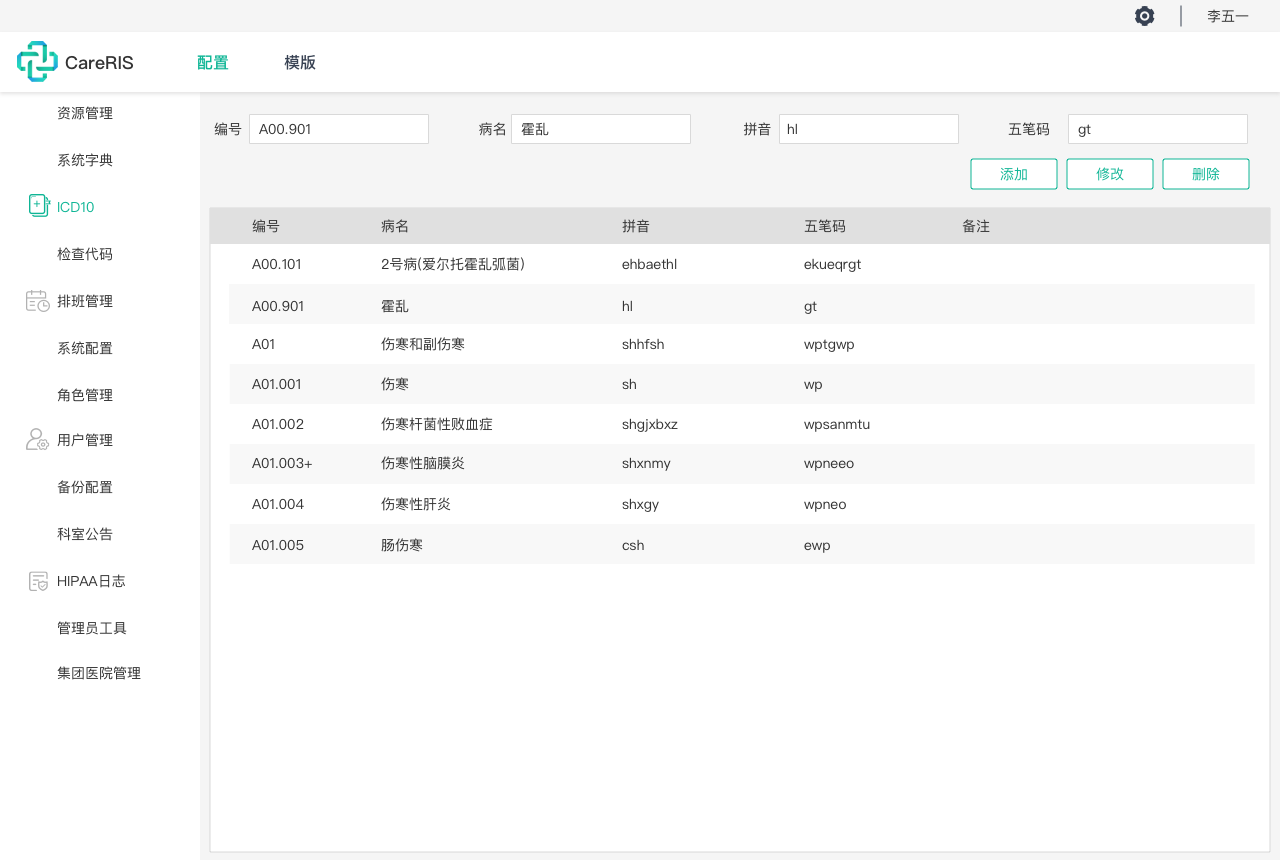 李五一
CareRIS 配置 模版
资源管理
系统字典
ICD10
检查代码
排班管理
系统配置
角色管理
用户管理
备份配置
科室公告
HIPAA日志
管理员工具
集团医院管理
编号 A00.901 病名 霍乱 拼音 hl 五笔码 gt
添加 修改 删除
编号 病名 拼音 五笔码 备注
A00.101 2号病(爱尔托霍乱弧菌) ehbaethl ekueqrgt
A00.901 霍乱 hl gt
A01 伤寒和副伤寒 shhfsh wptgwp
A01.001 伤寒 sh wp
A01.002 伤寒杆菌性败血症 shgjxbxz wpsanmtu
A01.003+ 伤寒性脑膜炎 shxnmy wpneeo
A01.004 伤寒性肝炎 shxgy wpneo
A01.005 肠伤寒 csh ewp